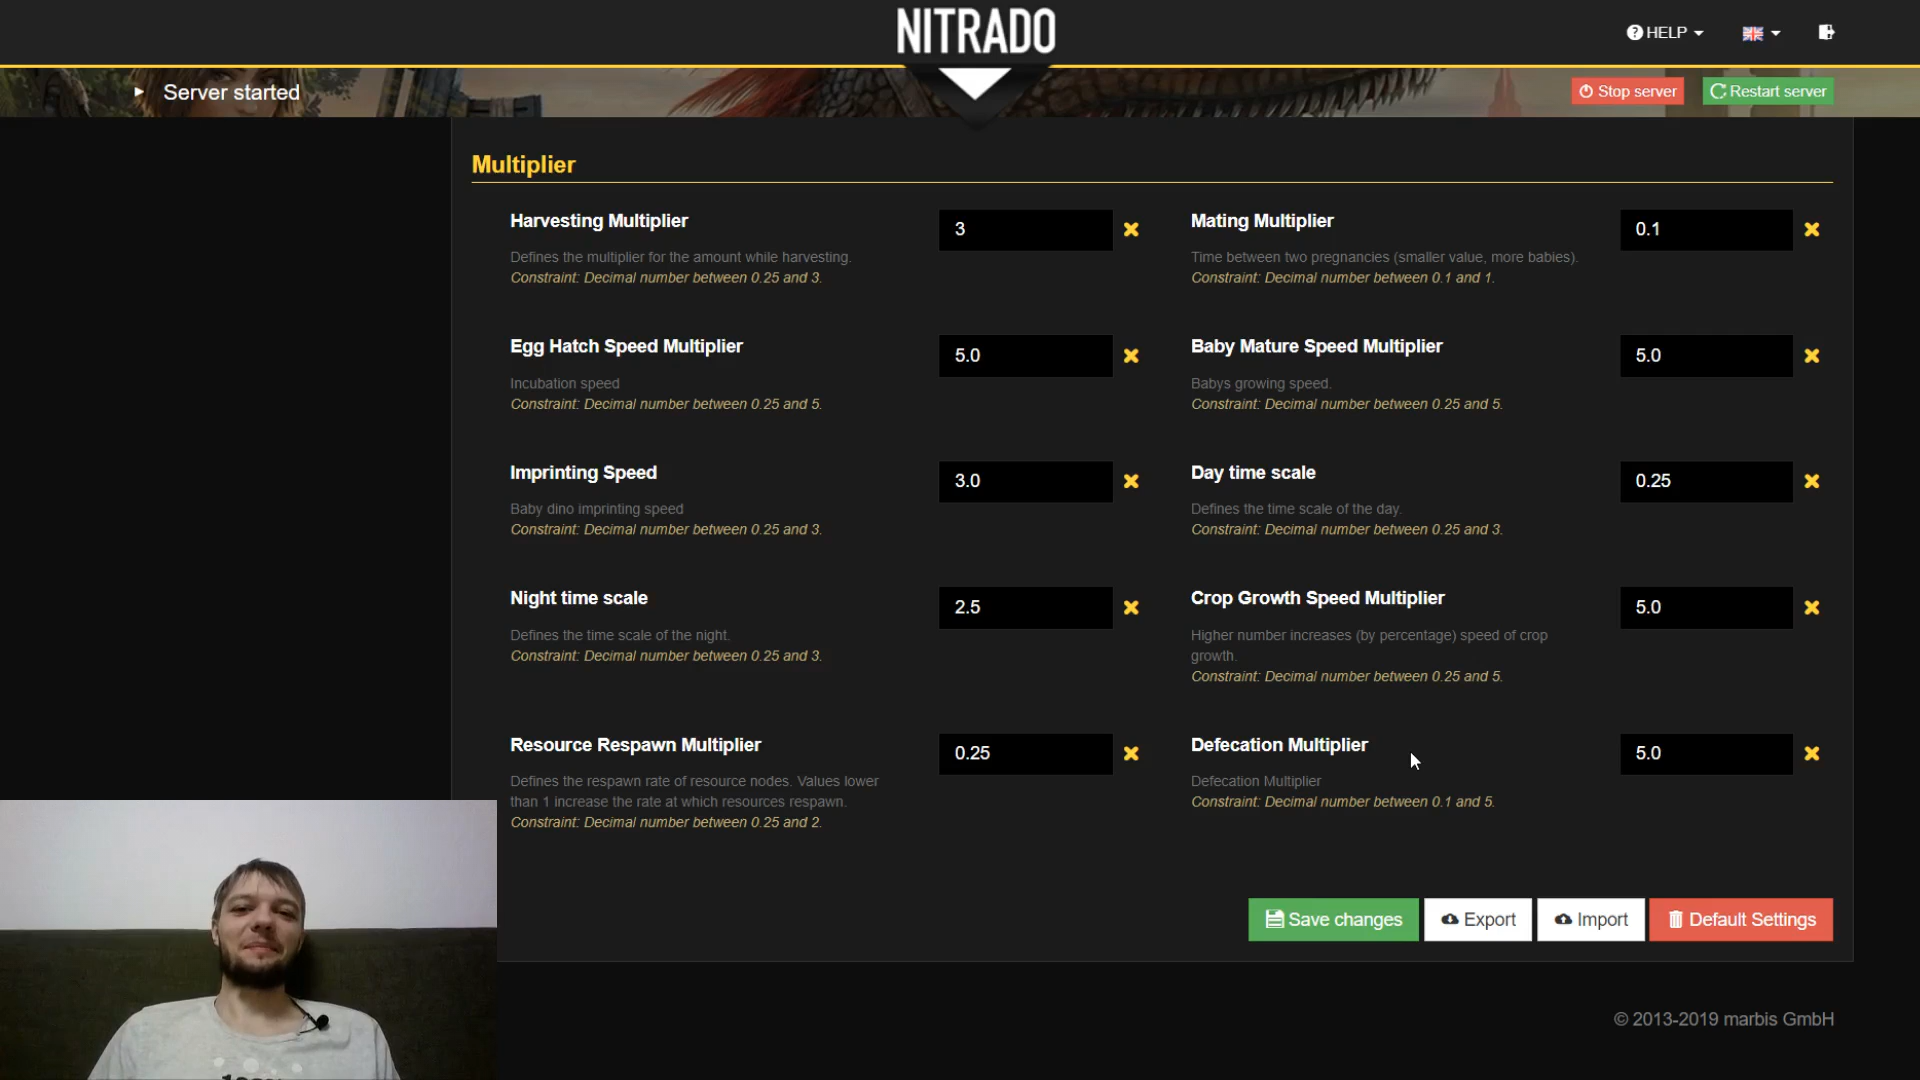 NITRADO
HELP
Server started
Stop server
Restart server
Multiplier
Harvesting Multiplier
3
Defines the multiplier for the amount while harvesting.
Constraint: Decimal number between 0.25 and 3.
Mating Multiplier
0.1
Time between two pregnancies (smaller value, more babies).
Constraint: Decimal number between 0.1 and 1.
Egg Hatch Speed Multiplier
5.0
Incubation speed
Constraint: Decimal number between 0.25 and 5.
Baby Mature Speed Multiplier
5.0
Babys growing speed.
Constraint: Decimal number between 0.25 and 5.
Imprinting Speed
3.0
Baby dino imprinting speed
Constraint: Decimal number between 0.25 and 3.
Day time scale
0.25
Defines the time scale of the day.
Constraint: Decimal number between 0.25 and 3.
Night time scale
2.5
Defines the time scale of the night.
Constraint: Decimal number between 0.25 and 3.
Crop Growth Speed Multiplier
5.0
Higher number increases (by percentage) speed of crop
growth.
Constraint: Decimal number between 0.25 and 5.
Resource Respawn Multiplier
0.25
Defines the respawn rate of resource nodes. Values lower
than 1 increase the rate at which resources respawn.
Constraint: Decimal number between 0.25 and 2.
Defecation Multiplier
5.0
Defecation Multiplier
Constraint: Decimal number between 0.1 and 5.
Save changes
Export
Import
Default Settings
© 2013-2019 marbis GmbH